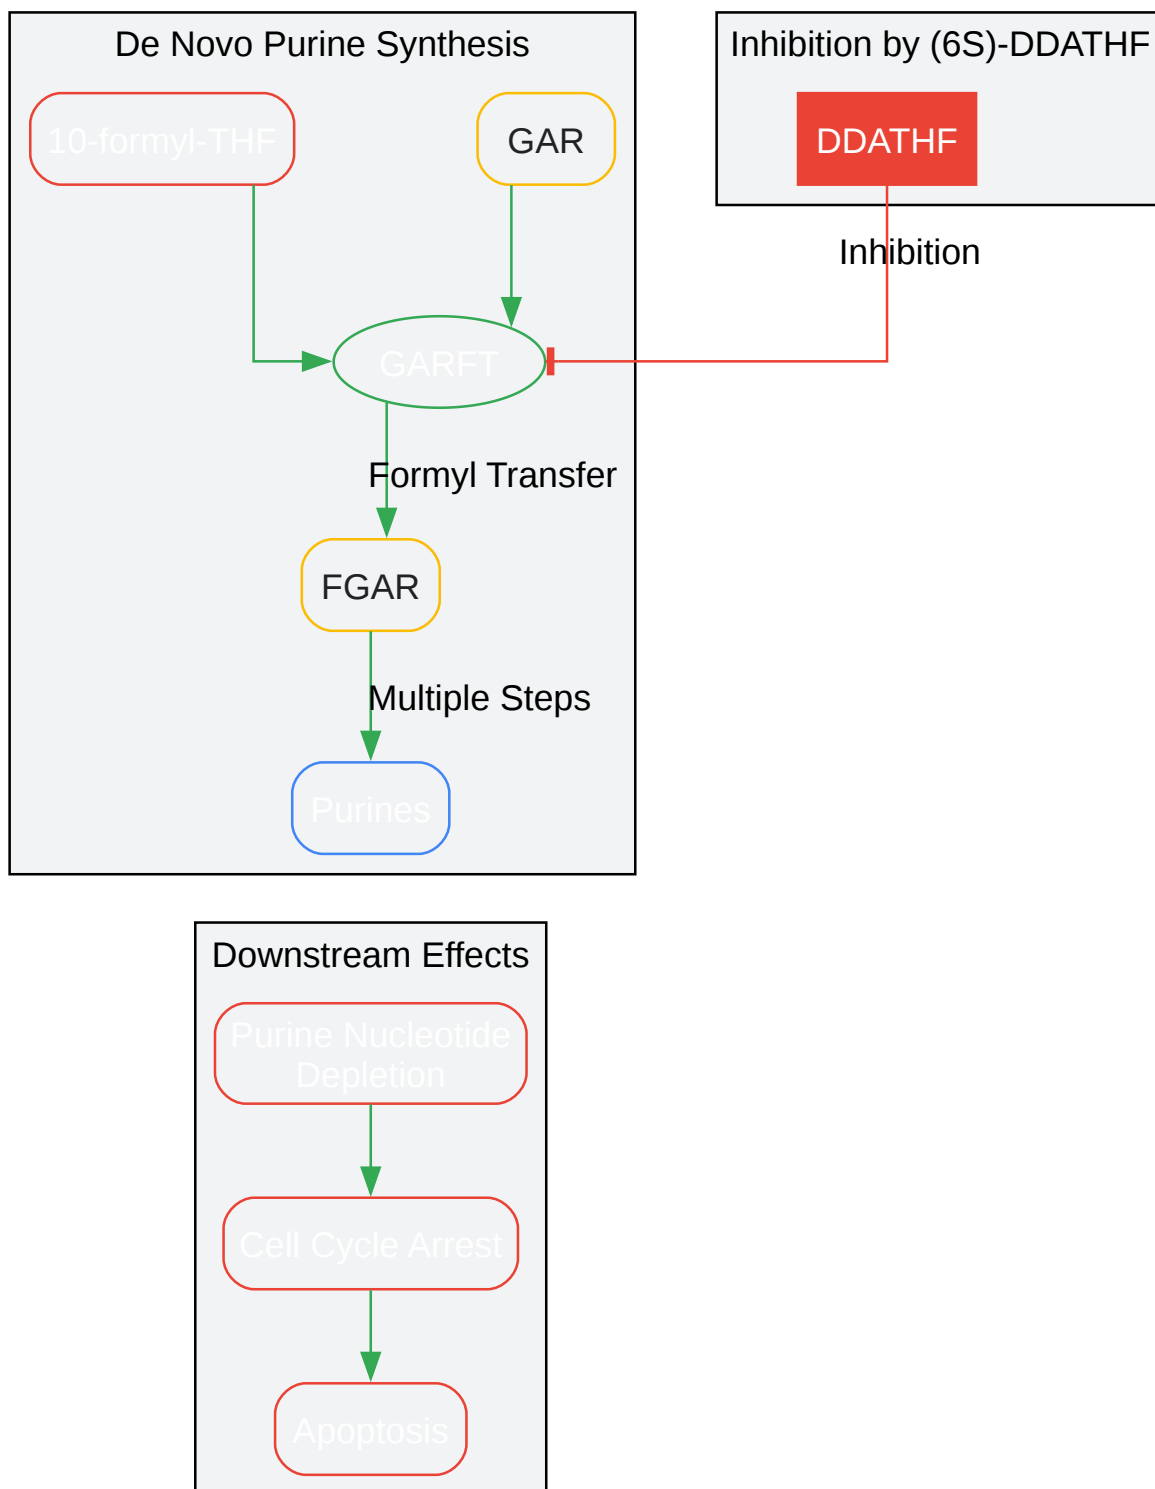 De Novo Purine Synthesis
Inhibition by (6S)-DDATHF
10-formyl-THF
GAR
DDATHF
Inhibition
GARFT
Formyl Transfer
FGAR
Multiple Steps
Purines
Downstream Effects
Purine Nucleotide
Depletion
Cell Cycle Arrest
Apoptosis